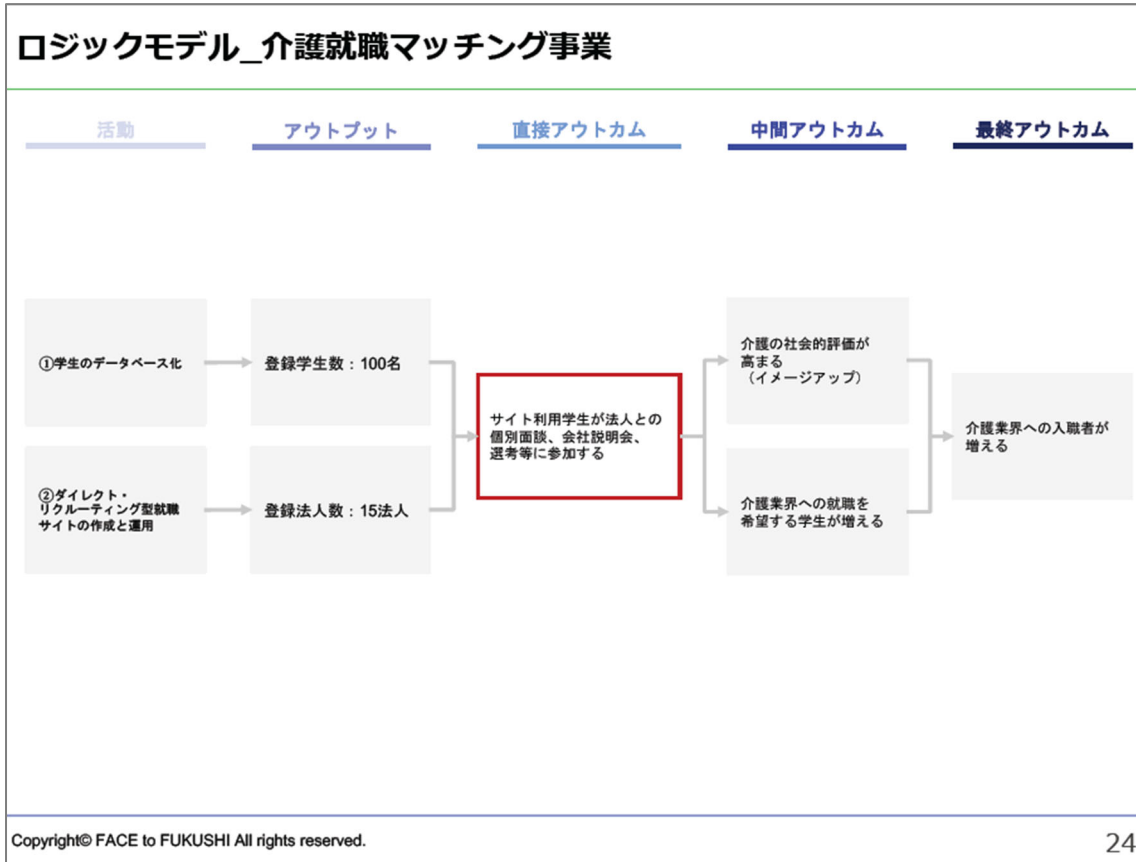 ロジックモデル_介護就職マッチング事業
活動
アウトプット
直接アウトカム
中間アウトカム
最終アウトカム
①学生のデータベース化
登録学生数：100名
②ダイレクト・
リクルーティング型就職
サイトの作成と運用
登録法人数：15法人
サイト利用学生が法人との
個別面談、会社説明会、
選考等に参加する
介護の社会的評価が
高まる
（イメージアップ）
介護業界への就職を
希望する学生が増える
介護業界への入職者が
増える
Copyright© FACE to FUKUSHI All rights reserved.
24